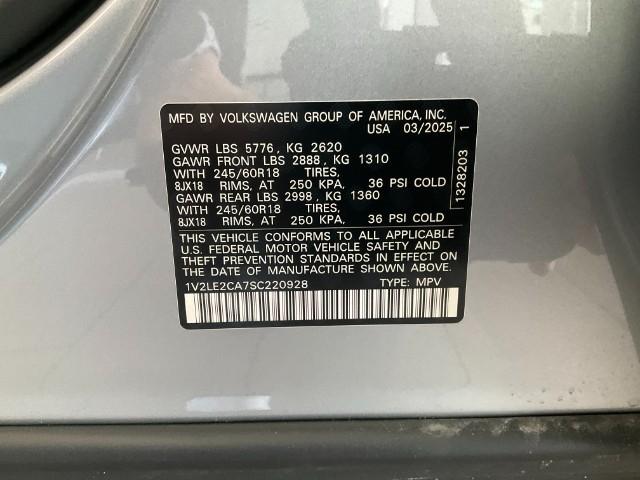 MFD BY VOLKSWAGEN GROUP OF AMERICA, INC.
USA 03/2025
GVWR LBS 5776, KG 2620
GAWR FRONT LBS 2888, KG 1310
WITH 245/60R18 TIRES,
8JX18 RIMS, AT 250 KPA, 36 PSI COLD
GAWR REAR LBS 2998, KG 1360
WITH 245/60R18 TIRES,
8JX18 RIMS, AT 250 KPA, 36 PSI COLD
THIS VEHICLE CONFORMS TO ALL APPLICABLE
U.S. FEDERAL MOTOR VEHICLE SAFETY AND
THEFT PREVENTION STANDARDS IN EFFECT ON
THE DATE OF MANUFACTURE SHOWN ABOVE.
1V2LE2CA7SC220928 TYPE: MPV
1328203 1